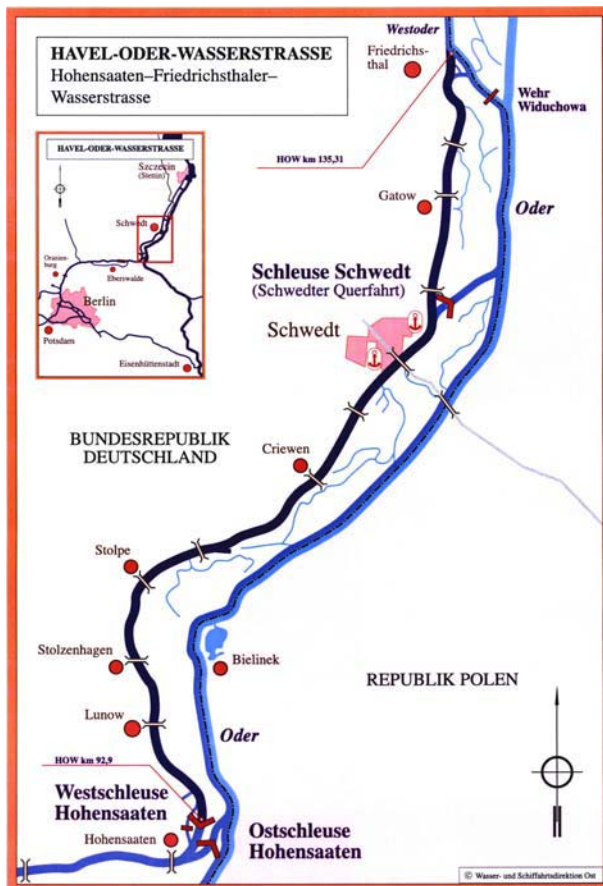 HAVEL-ODER-WASSERSTRASSE
Hohensaaten–Friedrichsthaler–
Wasserstrasse
Westoder
Friedrichs-
thal
Wehr
Widuchowa
HOW km 135,31
HAVEL-ODER-WASSERSTRASSE
Szczecin
(Stettin)
Schwedt
Oranien-
burg
Eberswalde
Berlin
Potsdam
Eisenhüttenstadt
Gatow
Oder
Schleuse Schwedt
(Schwedter Querfahrt)
Schwedt
BUNDESREPUBLIK
DEUTSCHLAND
Criewen
Stolpe
Stolzenhagen
Bielinek
REPUBLIK POLEN
Lunow
Oder
HOW km 92,9
Westschleuse
Hohensaaten
Hohensaaten
Ostschleuse
Hohensaaten
N
© Wasser- und Schiffahrtsdirektion Ost